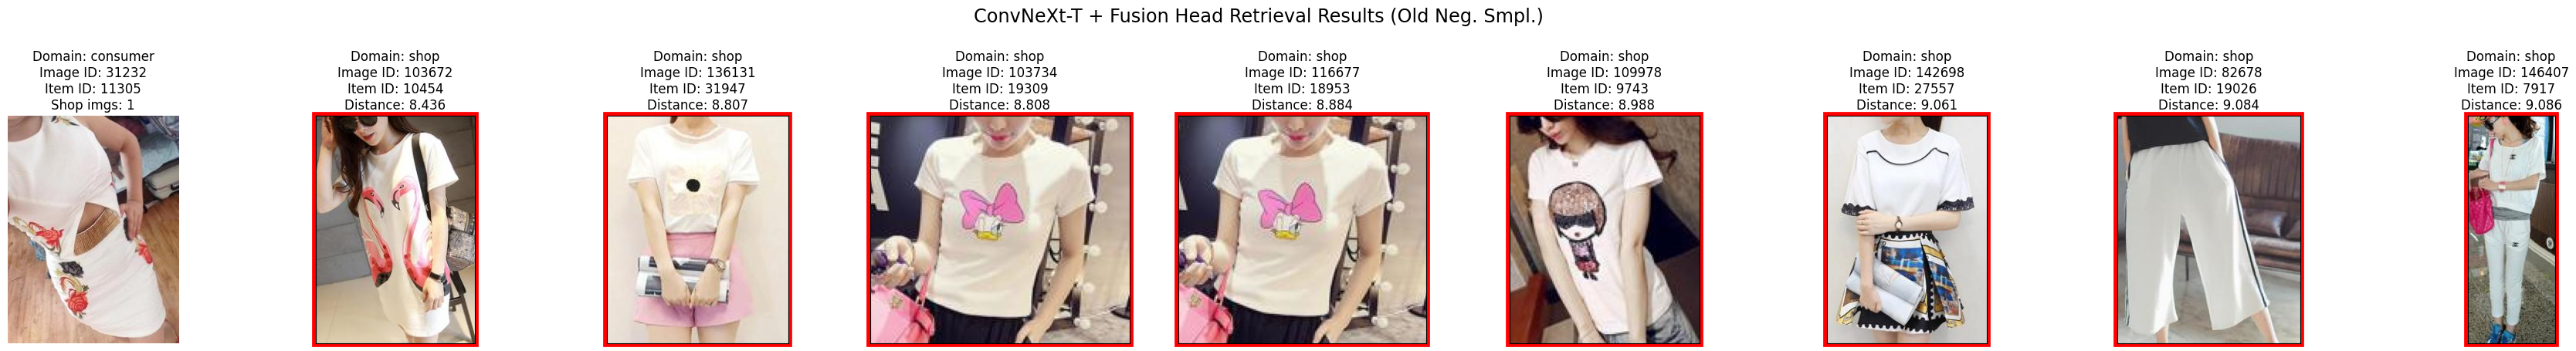 ConvNeXt-T + Fusion Head Retrieval Results (Old Neg. Smpl.)
Domain: consumer
Image ID: 31232
Item ID: 11305
Shop imgs: 1
Domain: shop
Image ID: 103672
Item ID: 10454
Distance: 8.436
Domain: shop
Image ID: 136131
Item ID: 31947
Distance: 8.807
Domain: shop
Image ID: 103734
Item ID: 19309
Distance: 8.808
Domain: shop
Image ID: 116677
Item ID: 18953
Distance: 8.884
Domain: shop
Image ID: 109978
Item ID: 9743
Distance: 8.988
Domain: shop
Image ID: 142698
Item ID: 27557
Distance: 9.061
Domain: shop
Image ID: 82678
Item ID: 19026
Distance: 9.084
Domain: shop
Image ID: 146407
Item ID: 7917
Distance: 9.086